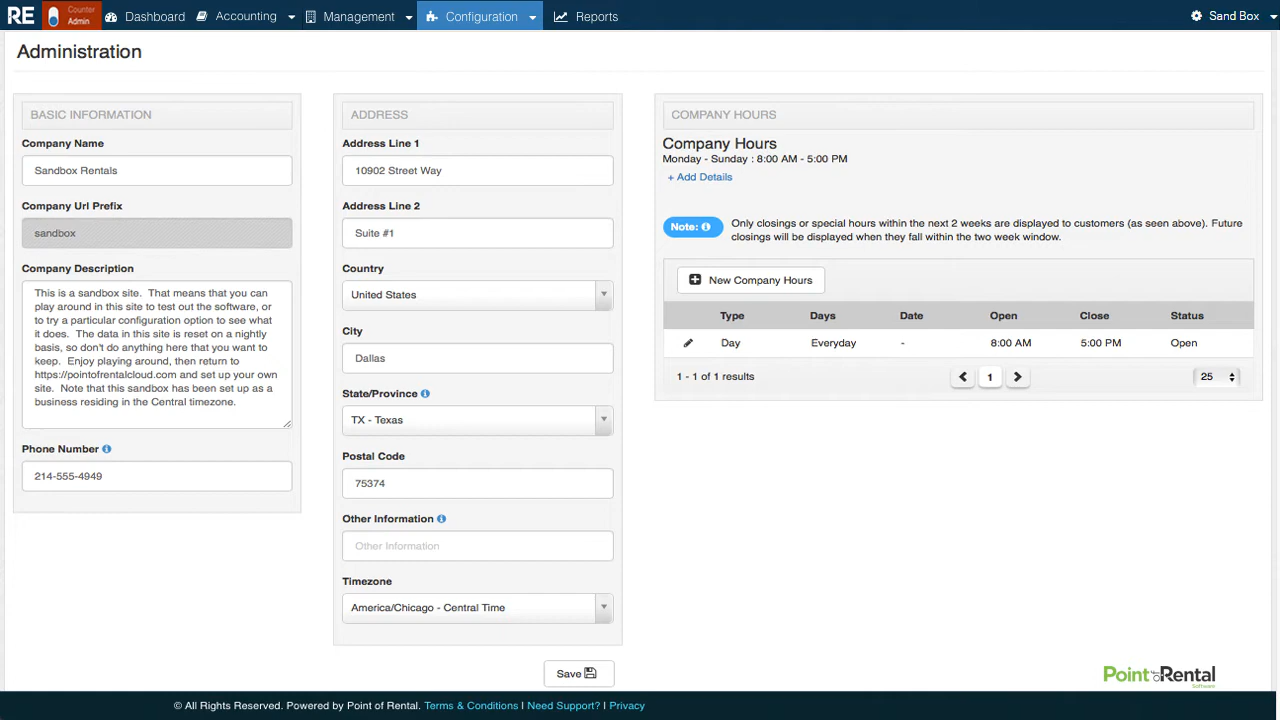 RE Counter Admin Dashboard Accounting Management Configuration Reports Sand Box
Administration
BASIC INFORMATION
Company Name
Sandbox Rentals
Company Url Prefix
sandbox
Company Description
This is a sandbox site. That means that you can
play around in this site to test out the software, or
to try a particular configuration option to see what
it does. The data in this site is reset on a nightly
basis, so don't do anything here that you want to
keep. Enjoy playing around, then return to
https://pointofrentalcloud.com and set up your own
site. Note that this sandbox has been set up as a
business residing in the Central timezone.
Phone Number
214-555-4949
ADDRESS
Address Line 1
10902 Street Way
Address Line 2
Suite #1
Country
United States
City
Dallas
State/Province
TX - Texas
Postal Code
75374
Other Information
Other Information
Timezone
America/Chicago - Central Time
Save
COMPANY HOURS
Company Hours
Monday - Sunday : 8:00 AM - 5:00 PM
+ Add Details
Note: Only closings or special hours within the next 2 weeks are displayed to customers (as seen above). Future
closings will be displayed when they fall within the two week window.
New Company Hours
Type Days Date Open Close Status
Day Everyday - 8:00 AM 5:00 PM Open
1 - 1 of 1 results 1 25
Point of Rental
Software
© All Rights Reserved. Powered by Point of Rental. Terms & Conditions | Need Support? | Privacy